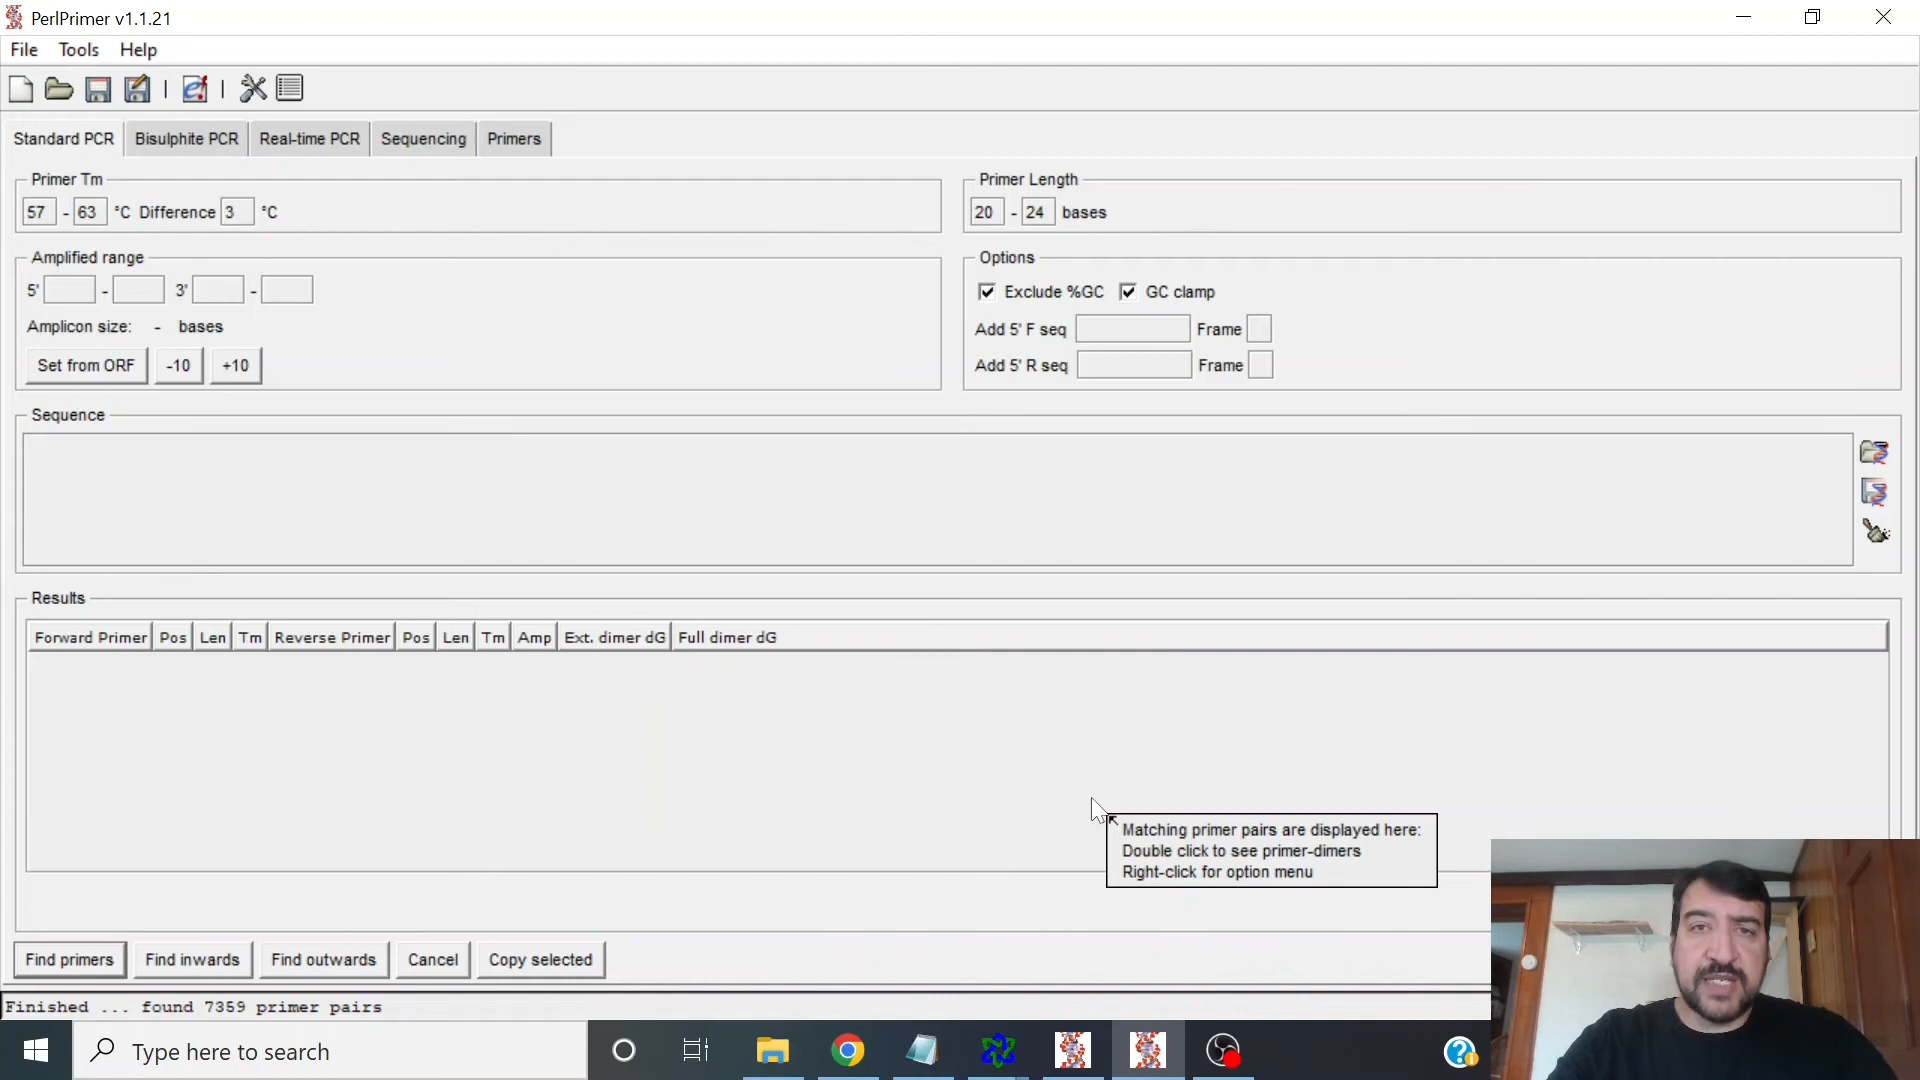 PerlPrimer v1.1.21
File Tools Help
Standard PCR Bisulphite PCR Real-time PCR Sequencing Primers
Primer Tm
57 - 63 °C Difference 3 °C
Primer Length
20 - 24 bases
Amplified range
5' - 3' -
Amplicon size: - bases
Set from ORF -10 +10
Options
Exclude %GC GC clamp
Add 5' F seq Frame
Add 5' R seq Frame
Sequence
Results
Forward Primer Pos Len Tm Reverse Primer Pos Len Tm Amp Ext. dimer dG Full dimer dG
Matching primer pairs are displayed here:
Double click to see primer-dimers
Right-click for option menu
Find primers Find inwards Find outwards Cancel Copy selected
Finished ... found 7359 primer pairs
Type here to search